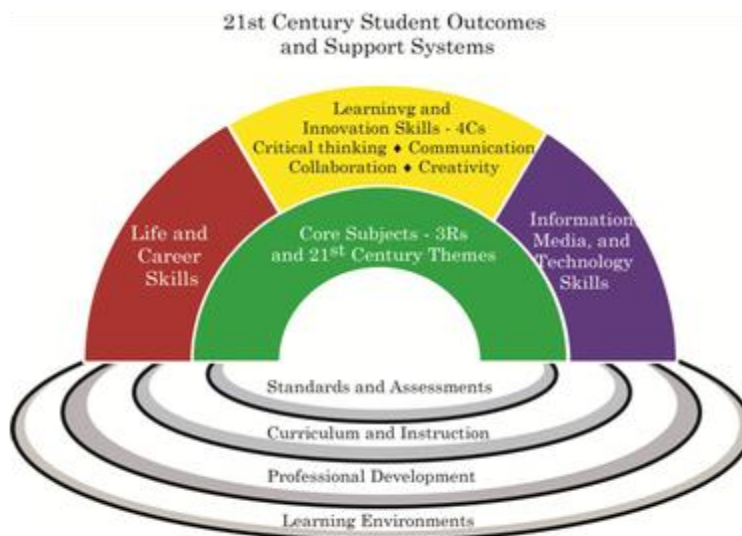 21st Century Student Outcomes
and Support Systems
Learninvg and
Innovation Skills - 4Cs
Critical thinking ♦ Communication
Collaboration ♦ Creativity
Life and
Career
Skills
Core Subjects - 3Rs
and 21st Century Themes
Information,
Media, and
Technology
Skills
Standards and Assessments
Curriculum and Instruction
Professional Development
Learning Environments